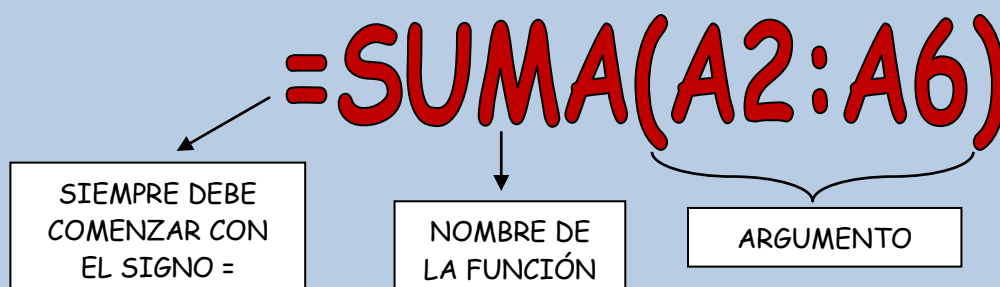 =SUMA(A2:A6)
SIEMPRE DEBE
COMENZAR CON
EL SIGNO =
NOMBRE DE
LA FUNCIÓN
ARGUMENTO